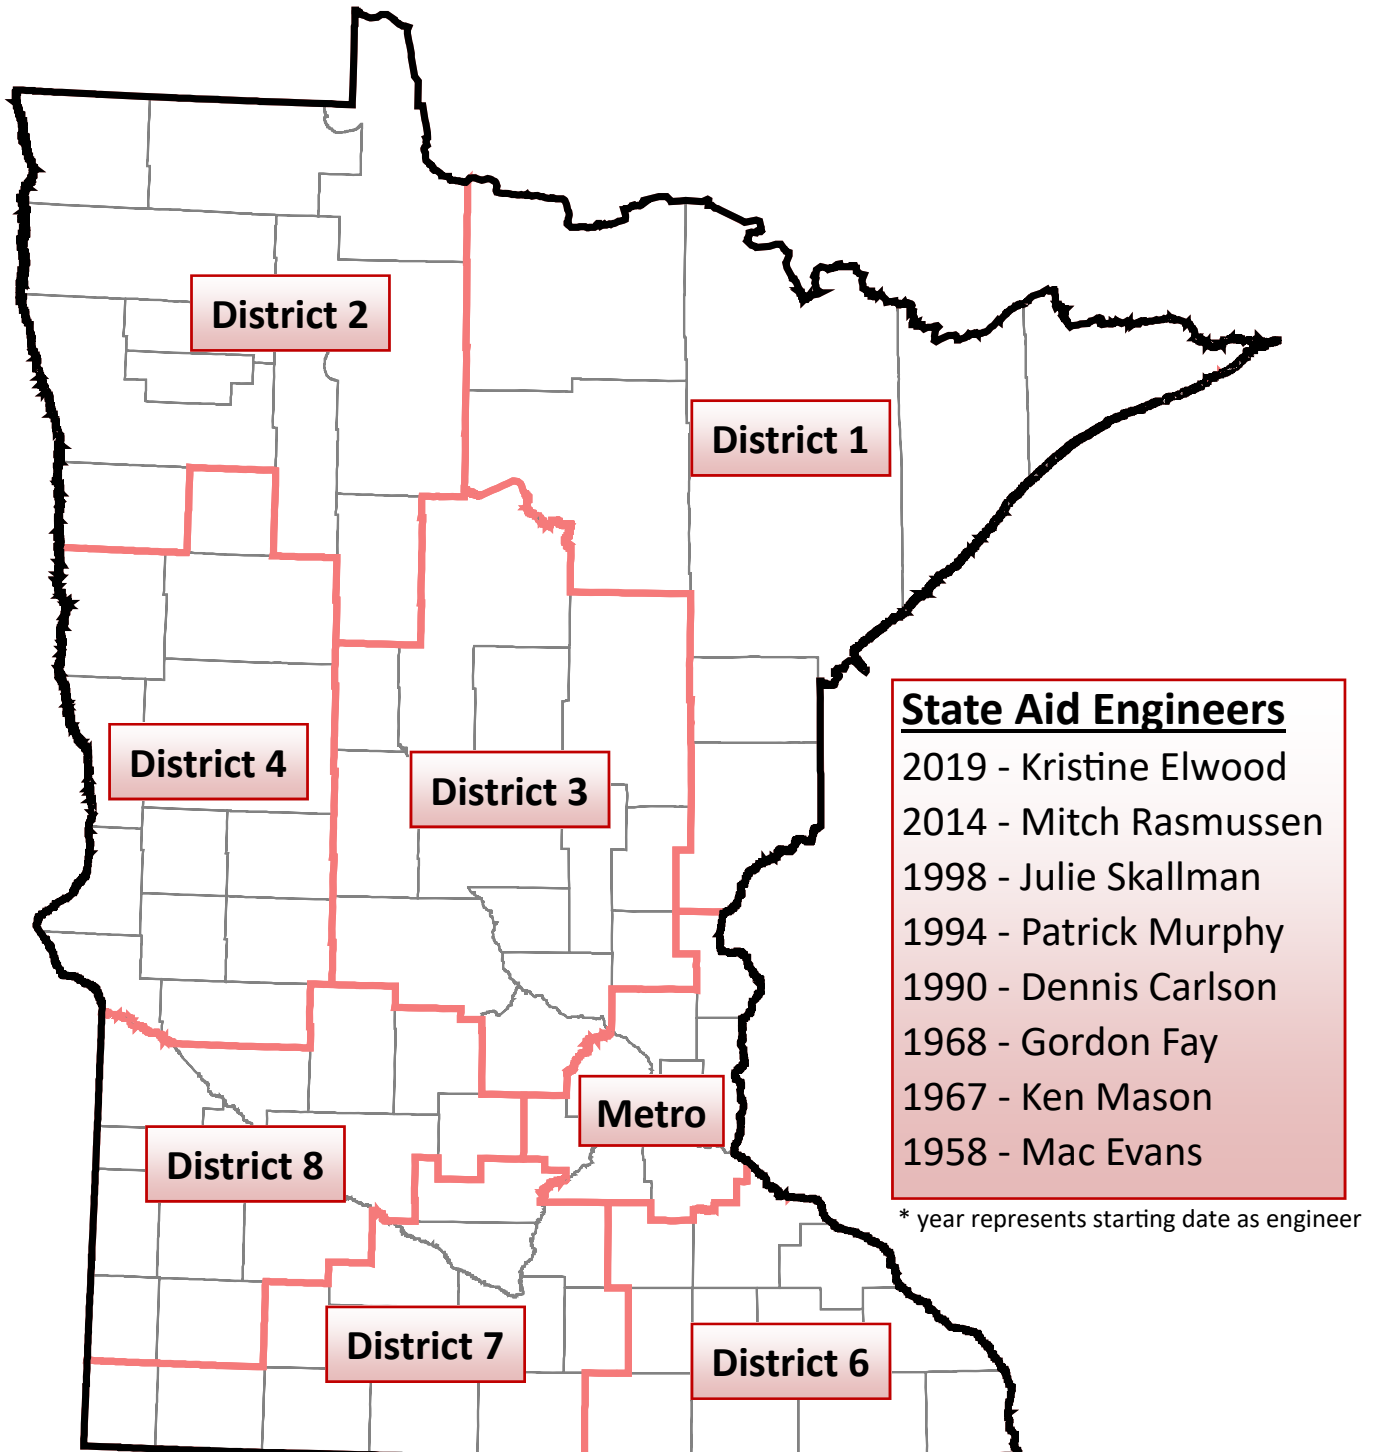 District 2
District 1
State Aid Engineers
2019 - Kristine Elwood
2014 - Mitch Rasmussen
1998 - Julie Skallman
1994 - Patrick Murphy
1990 - Dennis Carlson
1968 - Gordon Fay
1967 - Ken Mason
1958 - Mac Evans
* year represents starting date as engineer
District 4
District 3
Metro
District 8
District 7
District 6